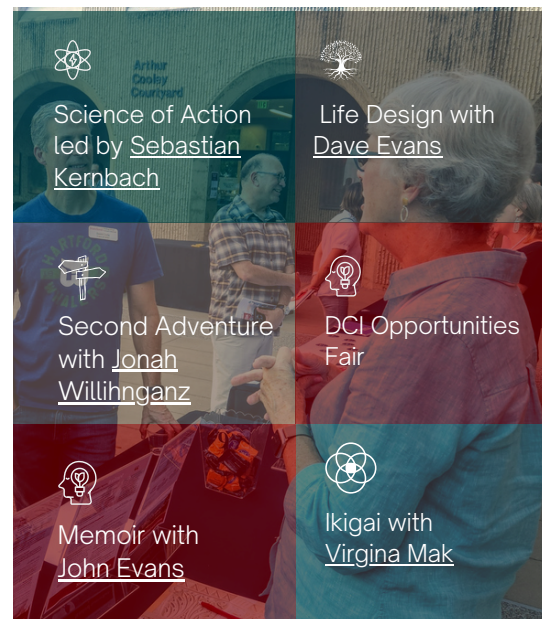 Arthur
Cooley
Courtyard
Science of Action
led by Sebastian
Kernbach
Life Design with
Dave Evans
HARTFORD
Second Adventure
with Jonah
Willihnganz
DCI Opportunities
Fair
Memoir with
John Evans
Ikigai with
Virgina Mak